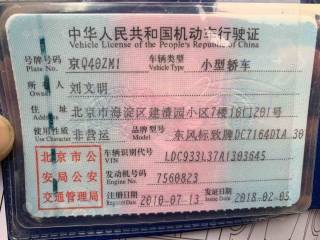 中华人民共和国机动车行驶证
Vehicle License of the People's Republic of China
号牌号码 京Q40ZM1 车辆类型 小型轿车
Plate No. Vehicle Type
所有人 刘文明
Owner
住址 北京市海淀区建清园小区7楼10门201号
Address
使用性质 非营运 品牌型号 东风标致牌DC7164DTA 30
Use Character Model
北京市公安局公安交通管理局
车辆识别代号 LDC933L37A1303645
VIN
发动机号码 7560823
Engine No.
注册日期 2010-07-13 发证日期 2018-02-05
Register Date Issue Date